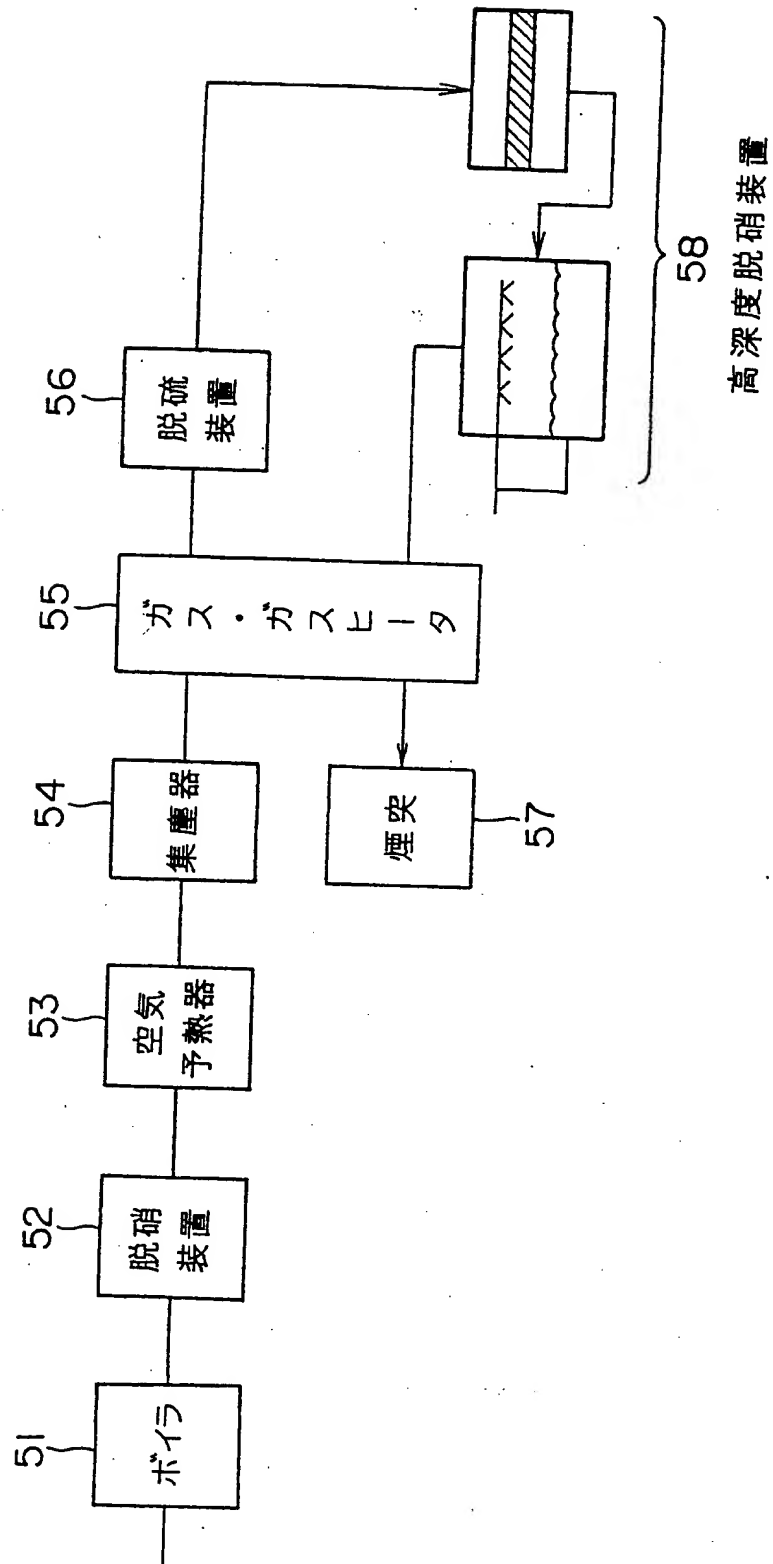 51
ボイラ
52
脱硝
装置
53
空気
予熱器
54
集塵器
55
ガス・ガスヒータ
56
脱硫
装置
煙突
57
58
高深度脱硝装置